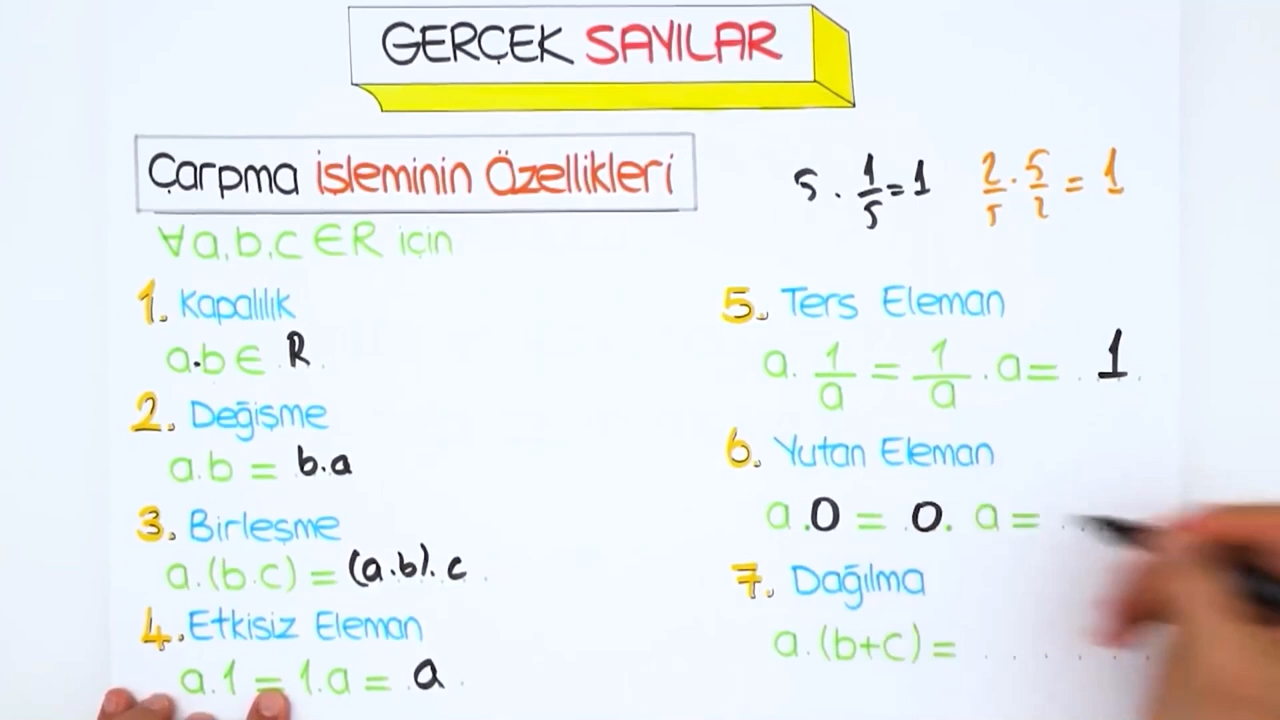 GERÇEK SAYILAR
Çarpma İşleminin Özellikleri
∀a,b,c ∈R için
1. Kapalılık
a.b ∈ R
2. Değişme
a.b = b.a
3. Birleşme
a.(b.c) = (a.b).c
4. Etkisiz Eleman
a.1 = 1.a = a
5 . 1/5 = 1
2/5 . 5/2 = 1
5. Ters Eleman
a. 1/a = 1/a .a = 1
6. Yutan Eleman
a.0 = 0. a =
7. Dağılma
a.(b+c) =